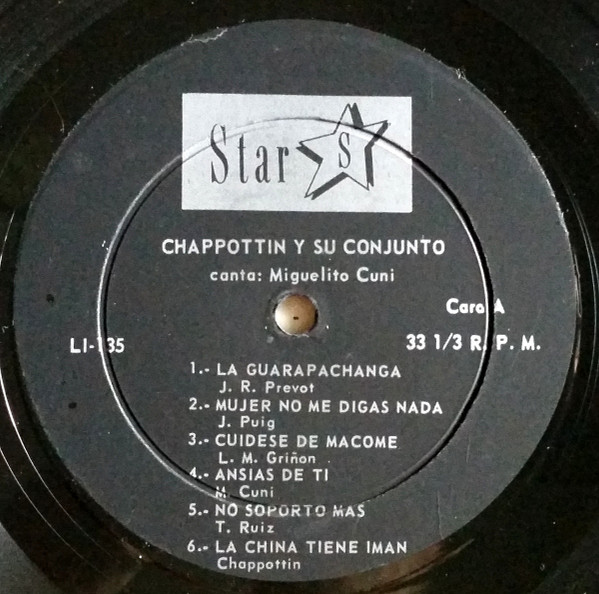 Star S
CHAPPOTTIN Y SU CONJUNTO
canta: Miguelito Cuni
Cara A
LI-135
33 1/3 R. P. M.
1.- LA GUARAPACHANGA
J. R. Prevot
2.- MUJER NO ME DIGAS NADA
J. Puig
3.- CUIDESE DE MACOME
L. M. Griñon
4.- ANSIAS DE TI
M. Cuni
5.- NO SOPORTO MAS
T. Ruiz
6.- LA CHINA TIENE IMAN
Chappottin